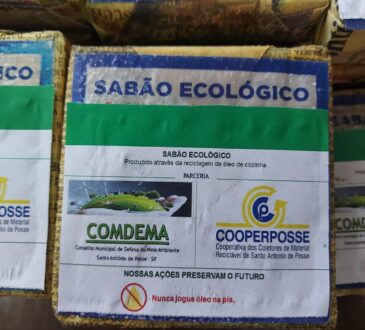 SABÃO ECOLÓGICO
SABÃO ECOLÓGICO
Produzido através da reciclagem de óleo de cozinha.
PARCERIA
COMDEMA
Conselho Municipal de Defesa do Meio Ambiente
Santo Antônio de Posse - SP
COOPERPOSSE
Cooperativa dos Coletores de Material
Reciclável de Santo Antonio de Posse
NOSSAS AÇÕES PRESERVAM O FUTURO
Nunca jogue óleo na pia.